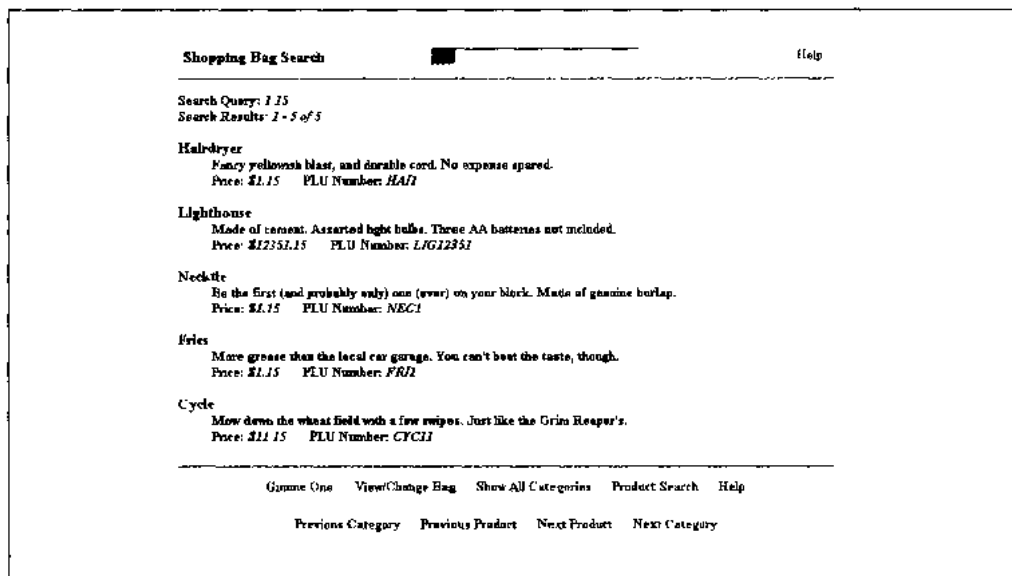 Shopping Bag Search
Help
Search Query: 1 15
Search Results: 1 - 5 of 5
Hairdryer
Fancy yellowish blast, and durable cord. No expense spared.
Price: $1.15 PLU Number: HAI1
Lighthouse
Made of cement. Assorted light bulbs. Three AA batteries not included.
Price: $12351.15 PLU Number: LIG12351
Necktie
Be the first (and probably only) one (ever) on your block. Made of genuine burlap.
Price: $1.15 PLU Number: NEC1
Fries
More grease than the local car garage. You can't beat the taste, though.
Price: $1.15 PLU Number: FRI1
Cycle
Mow down the wheat field with a few swipes. Just like the Grim Reaper's.
Price: $11 15 PLU Number: CYC11
Gimme One View/Change Bag Show All Categories Product Search Help
Previous Category Previous Product Next Product Next Category